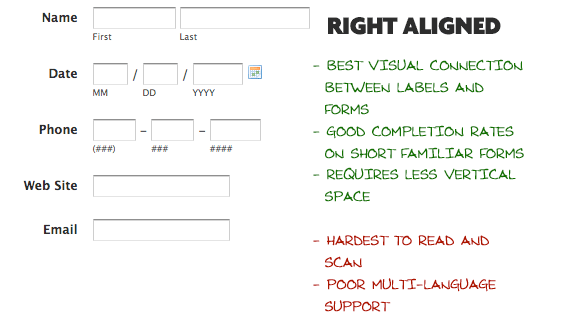 Name
First Last
Date / /
MM DD YYYY
Phone – –
(###) ### ####
Web Site
Email
RIGHT ALIGNED
- BEST VISUAL CONNECTION
BETWEEN LABELS AND
FORMS
- GOOD COMPLETION RATES
ON SHORT FAMILIAR FORMS
- REQUIRES LESS VERTICAL
SPACE
- HARDEST TO READ AND
SCAN
- POOR MULTI-LANGUAGE
SUPPORT